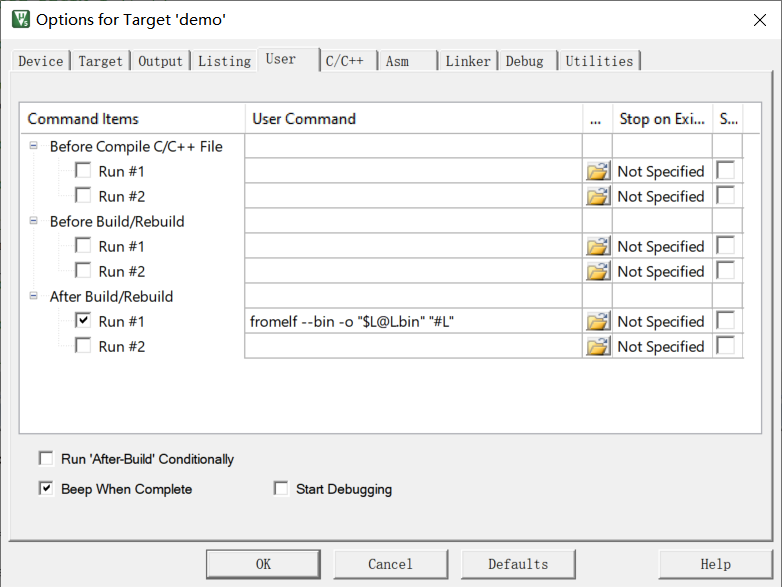 Options for Target 'demo'
Device Target Output Listing User C/C++ Asm Linker Debug Utilities
Command Items User Command ... Stop on Exi... S...
Before Compile C/C++ File
Run #1 Not Specified
Run #2 Not Specified
Before Build/Rebuild
Run #1 Not Specified
Run #2 Not Specified
After Build/Rebuild
Run #1 fromelf --bin -o "$L@L.bin" "#L" Not Specified
Run #2 Not Specified
Run 'After-Build' Conditionally
Beep When Complete Start Debugging
OK Cancel Defaults Help